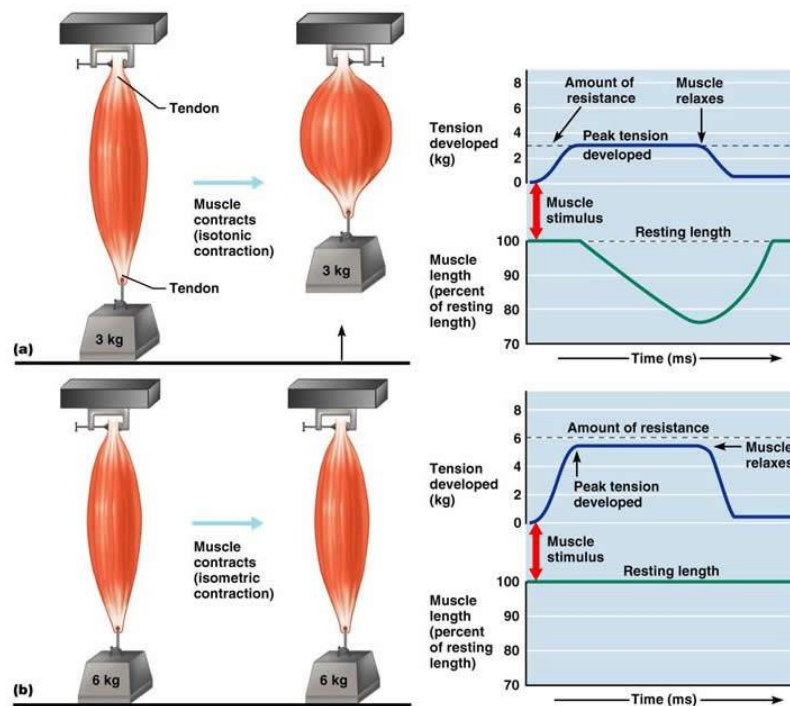 Tendon
Muscle
contracts
(isotonic
contraction)
Tendon
3 kg
3 kg
(a)
8
6
4
2
0
Tension
developed
(kg)
Amount of
resistance
Muscle
relaxes
Peak tension
developed
Muscle
stimulus
Resting length
100
90
80
70
Muscle
length
(percent
of resting
length)
Time (ms)
Muscle
contracts
(isometric
contraction)
6 kg
6 kg
(b)
8
6
4
2
0
Tension
developed
(kg)
Amount of resistance
Muscle
relaxes
Peak tension
developed
Muscle
stimulus
Resting length
100
90
80
70
Muscle
length
(percent
of resting
length)
Time (ms)